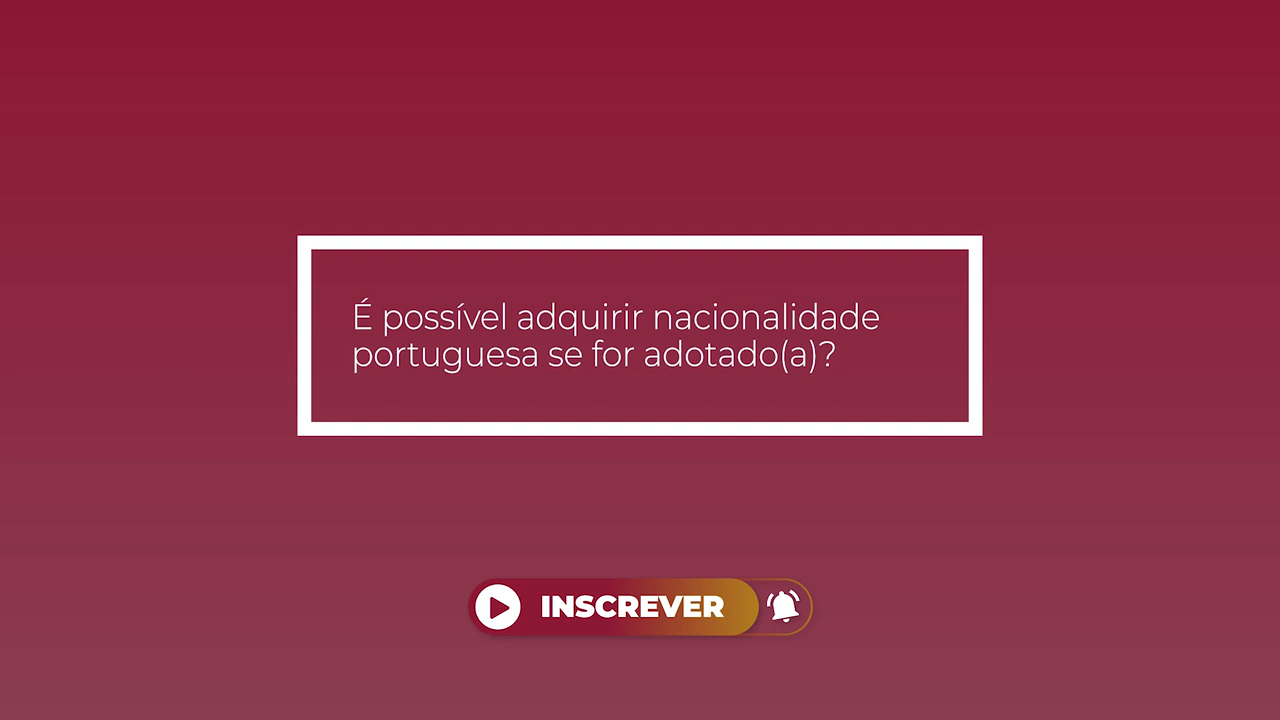 É possível adquirir nacionalidade
portuguesa se for adotado(a)?
INSCREVER